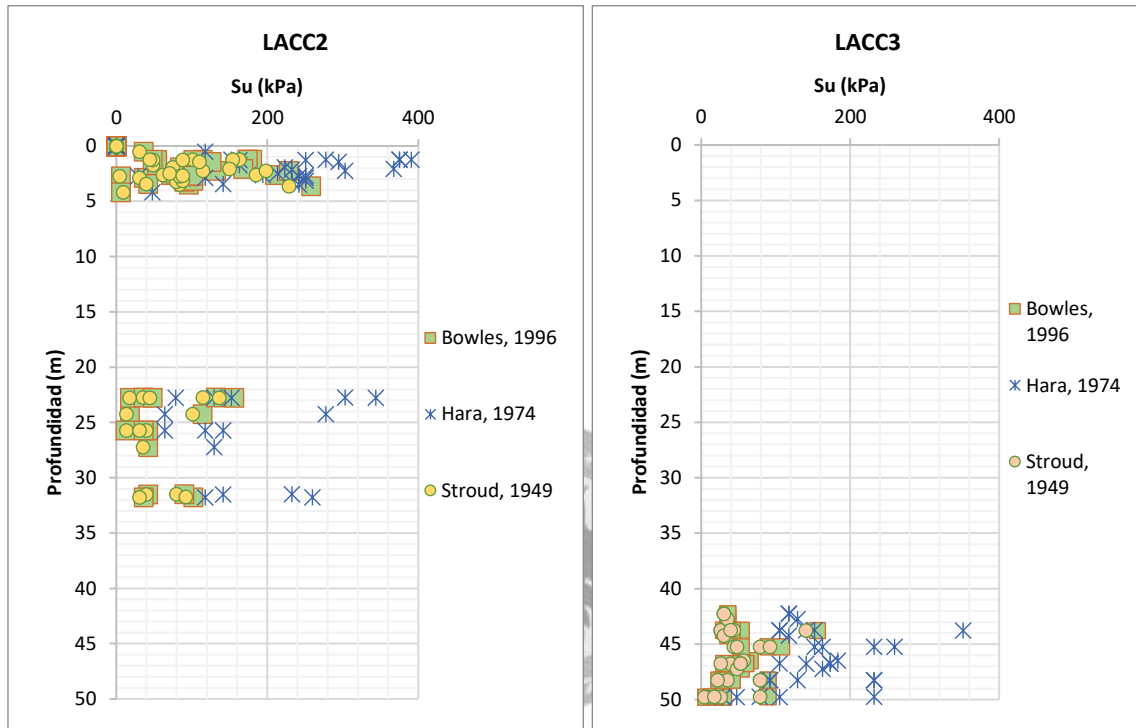 LACC2
Su (kPa)
0 200 400
0
5
10
15
20
25
30
35
40
45
50
Profundidad (m)
Bowles, 1996
Hara, 1974
Stroud, 1949
LACC3
Su (kPa)
0 200 400
0
5
10
15
20
25
30
35
40
45
50
Profundidad (m)
Bowles,
1996
Hara, 1974
Stroud,
1949